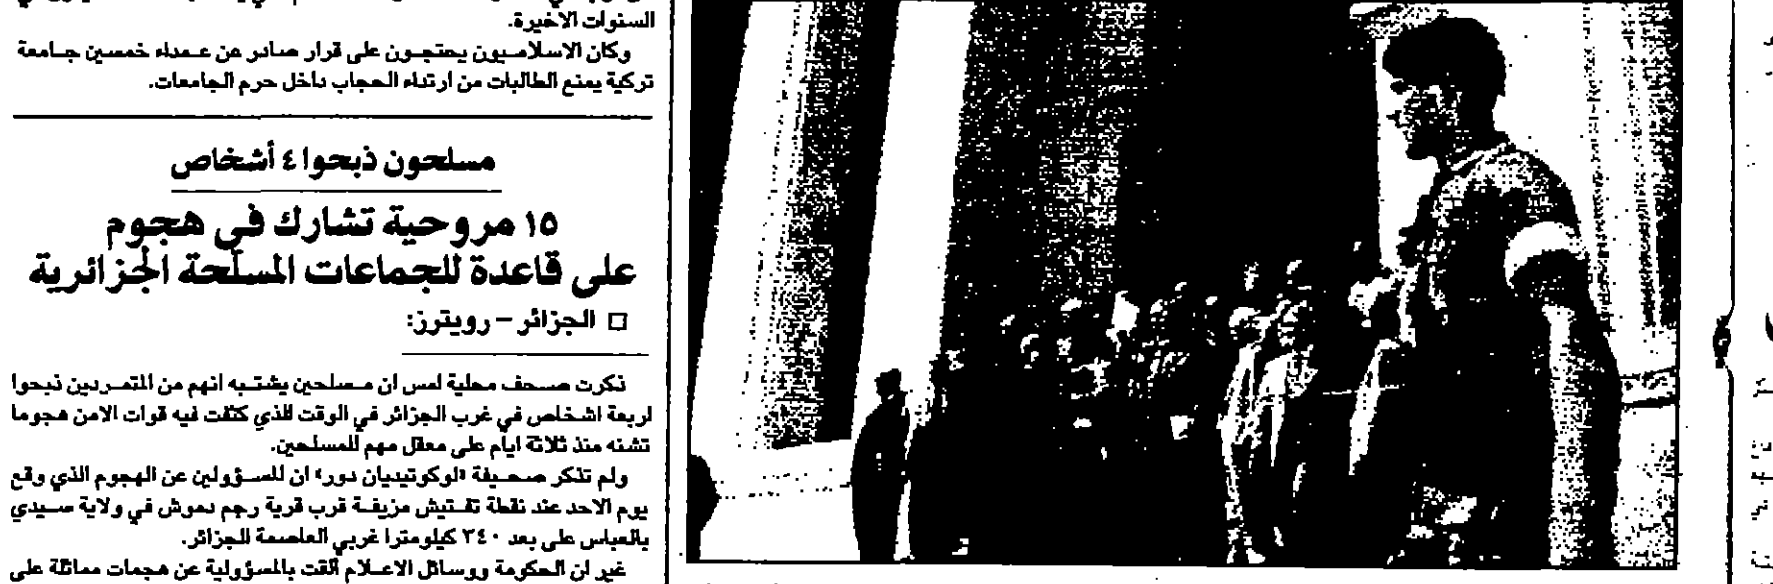 السنوات الاخيرة.
وكان الاسلاميون يحتجون على قرار صادر عن عمداء خمسين جامعة
تركية يمنع الطالبات من ارتداء الحجاب داخل حرم الجامعات.
مسلحون ذبحوا ٤ أشخاص
١٥ مروحية تشارك في هجوم
على قاعدة للجماعات المسلحة الجزائرية
□ الجزائر – رويترز:
ذكرت صحف محلية امس ان مسلحين يشتبه انهم من المتمردين ذبحوا
اربعة اشخاص في غرب الجزائر في الوقت الذي كثفت فيه قوات الامن هجوما
تشنه منذ ثلاثة ايام على معقل مهم للمسلحين.
ولم تذكر صحيفة «لوكوتيديان دور» ان المسؤولين عن الهجوم الذي وقع
يوم الاحد عند نقطة تفتيش مزيفة قرب قرية رجم دموش في ولاية سيدي
بالعباس على بعد ٣٤٠ كيلومترا غربي العاصمة الجزائر.
غير ان الحكومة ووسائل الاعلام ألقت بالمسؤولية عن هجمات مماثلة على